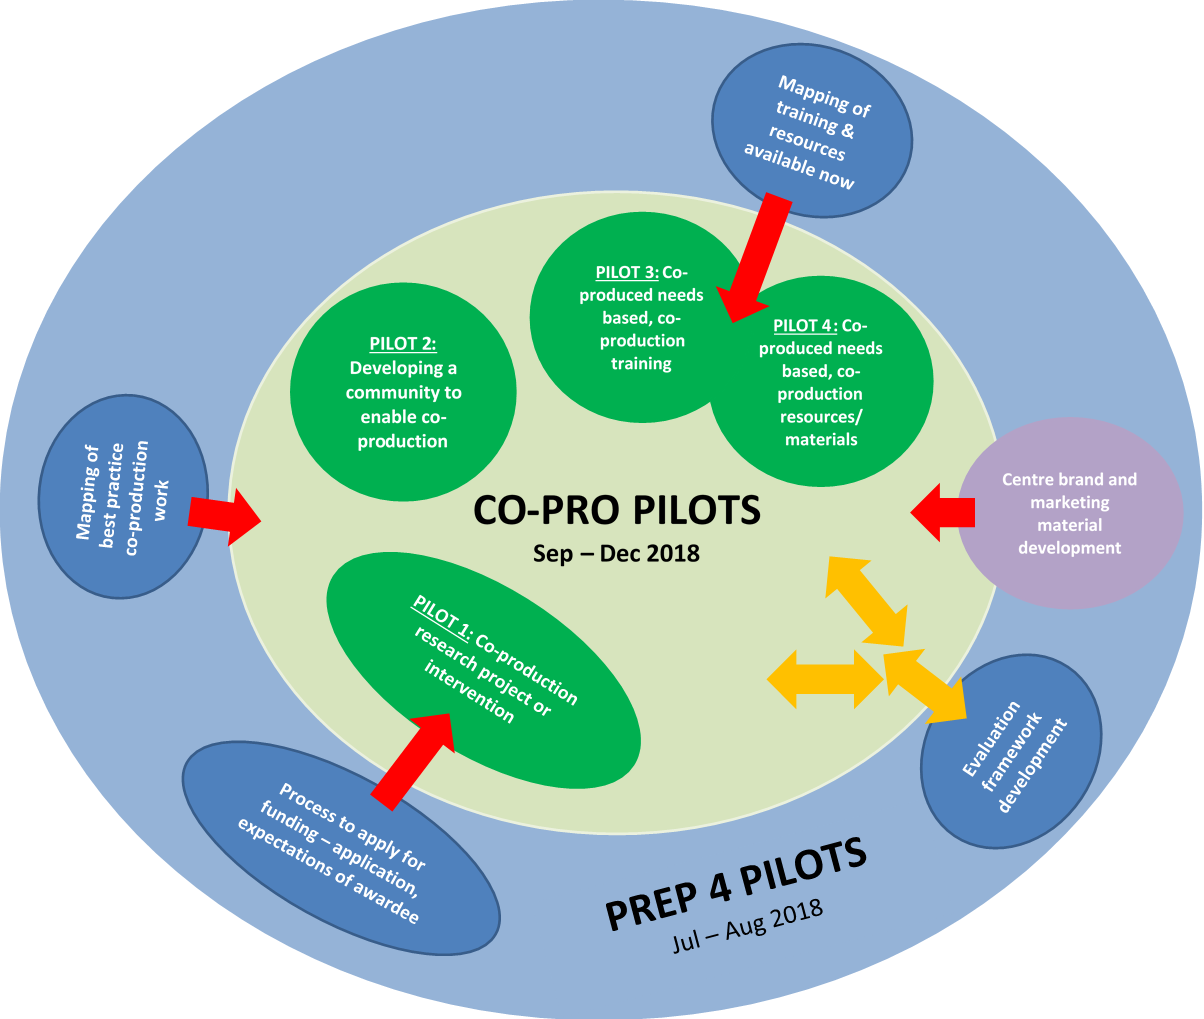 Mapping of
training &
resources
available now
PILOT 3: Co-
produced needs
based, co-
production
training
PILOT 4: Co-
produced needs
based, co-
production
resources/
materials
PILOT 2:
Developing a
community to
enable co-
production
Mapping of
best practice
co-production
work
CO-PRO PILOTS
Sep – Dec 2018
Centre brand and
marketing
material
development
PILOT 1: Co-production
research project or
intervention
Evaluation
framework
development
Process to apply for
funding – application,
expectations of awardee
PREP 4 PILOTS
Jul – Aug 2018